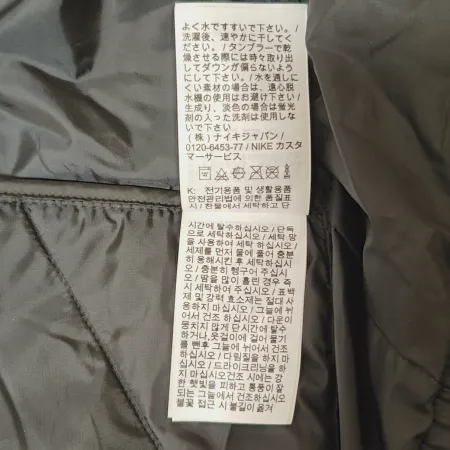 よく水ですすいで下さい。/
洗濯後、速やかに干してく
ださい。/タンブラーで乾
燥させる際には時々取り出
してダウンが偏らないよう
にして下さい。/水を通しに
くい素材の場合は、遠心脱
水機の使用はお避け下さい/
生成り、淡色の場合は蛍光
剤の入った洗剤は使用しな
いで下さい
(株)ナイキジャパン/
0120-6453-77/NIKE カスタ
マーサービス
K: 전기용품 및 생활용품
안전관리법에 의한 품질표
시/찬물에서 세탁하고 단
시간에 탈수하십시오/단독
으로 세탁하십시오/세탁 망
을 사용하여 세탁하십시오/
세제를 먼저 물에 풀어 충분
히 용해시킨 후 세탁하십시
오/충분히 헹구어 주십시
오/땀을 많이 흘린 경우 즉
시 세탁하여 주십시오/표백
제 및 강력 효소제는 절대 사
용하지 마십시오/그늘에 뉘
어서 건조 하십시오/다운이
뭉치지 않게 단시간에 탈수
하거나,옷걸이에 걸어 물기
를 뺀후 그늘에 뉘어서 건조
하십시오/다림질을 하지 마
십시오/드라이크리닝을 하
지 마십시오건조 시에는 강
한 햇빛을 피하고 통풍이 잘
되는 그늘에서 건조하십시오
불꽃 접근 시 불길이 옮겨